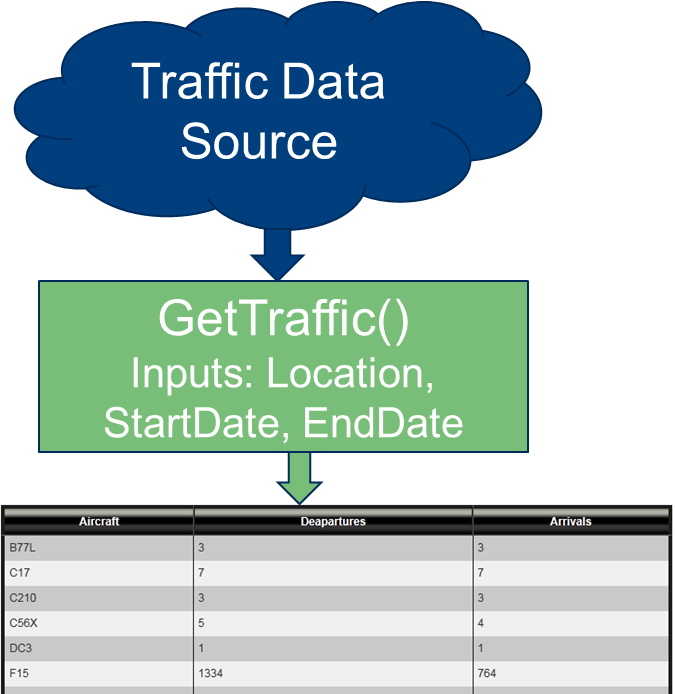 Traffic Data
Source
GetTraffic()
Inputs: Location,
StartDate, EndDate
Aircraft Deapartures Arrivals
B77L 3 3
C17 7 7
C210 3 3
C56X 5 4
DC3 1 1
F15 1334 764